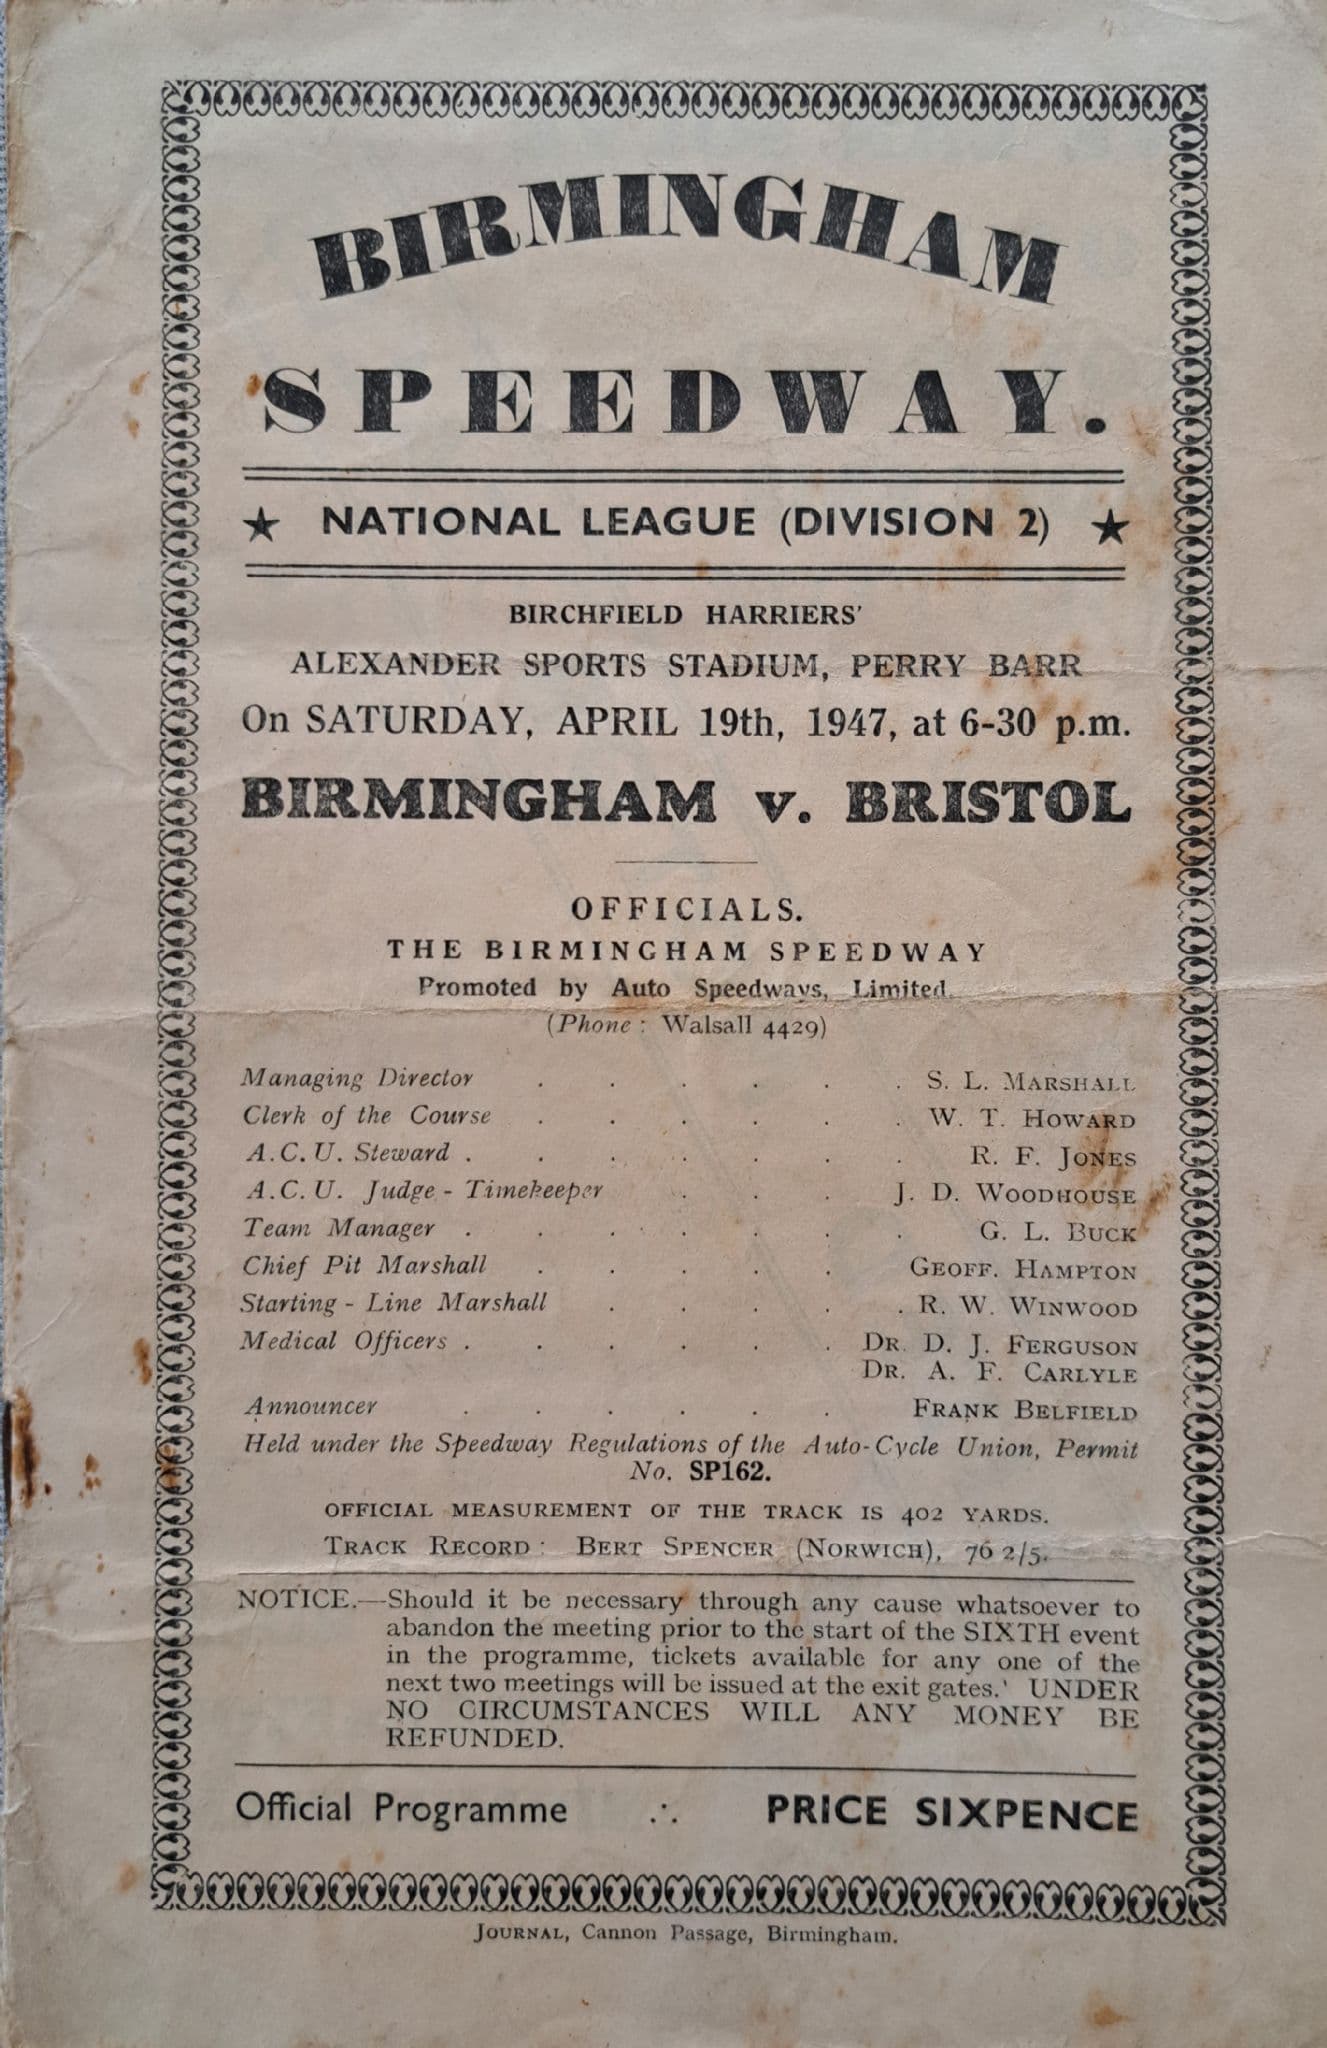 BIRMINGHAM
SPEEDWAY.
★ NATIONAL LEAGUE (DIVISION 2) ★
BIRCHFIELD HARRIERS'
ALEXANDER SPORTS STADIUM, PERRY BARR
On SATURDAY, APRIL 19th, 1947, at 6-30 p.m.
BIRMINGHAM v. BRISTOL
OFFICIALS.
THE BIRMINGHAM SPEEDWAY
Promoted by Auto Speedways, Limited.
(Phone : Walsall 4429)
Managing Director . . . . . . S. L. MARSHALL
Clerk of the Course . . . . . . W. T. HOWARD
A.C.U. Steward . . . . . . . R. F. JONES
A.C.U. Judge - Timekeeper . . . J. D. WOODHOUSE
Team Manager . . . . . . . G. L. BUCK
Chief Pit Marshall . . . . . GEOFF. HAMPTON
Starting - Line Marshall . . . . . R. W. WINWOOD
Medical Officers . . . . . . DR. D. J. FERGUSON
DR. A. F. CARLYLE
Announcer . . . . . . FRANK BELFIELD
Held under the Speedway Regulations of the Auto-Cycle Union, Permit
No. SP162.
OFFICIAL MEASUREMENT OF THE TRACK IS 402 YARDS.
TRACK RECORD : BERT SPENCER (NORWICH), 76 2/5.
NOTICE.—Should it be necessary through any cause whatsoever to
abandon the meeting prior to the start of the SIXTH event
in the programme, tickets available for any one of the
next two meetings will be issued at the exit gates.' UNDER
NO CIRCUMSTANCES WILL ANY MONEY BE
REFUNDED.
Official Programme ∴ PRICE SIXPENCE
JOURNAL, Cannon Passage, Birmingham.